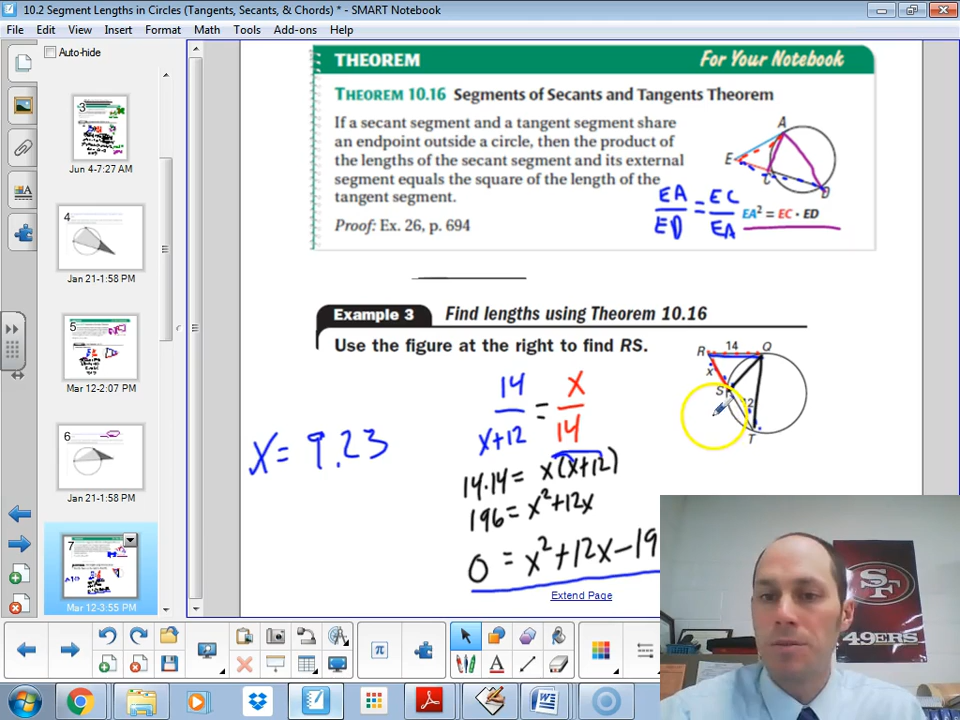 10.2 Segment Lengths in Circles (Tangents, Secants, & Chords) * - SMART Notebook
File Edit View Insert Format Math Tools Add-ons Help
Auto-hide
3
Jun 4-7:27 AM
4
Jan 21-1:58 PM
5
Mar 12-2:07 PM
6
Jan 21-1:58 PM
7
Mar 12-3:55 PM
THEOREM For Your Notebook
THEOREM 10.16 Segments of Secants and Tangents Theorem
If a secant segment and a tangent segment share
an endpoint outside a circle, then the product of
the lengths of the secant segment and its external
segment equals the square of the length of the
tangent segment.
Proof: Ex. 26, p. 694
A
E
C
D
EA/ED = EC/EA
EA² = EC · ED
Example 3 Find lengths using Theorem 10.16
Use the figure at the right to find RS.
R 14 Q
x
S
12
T
14/x+12 = x/14
14·14 = x(x+12)
196 = x²+12x
0 = x²+12x-19
x = 9.23
Extend Page
SF
49ERS